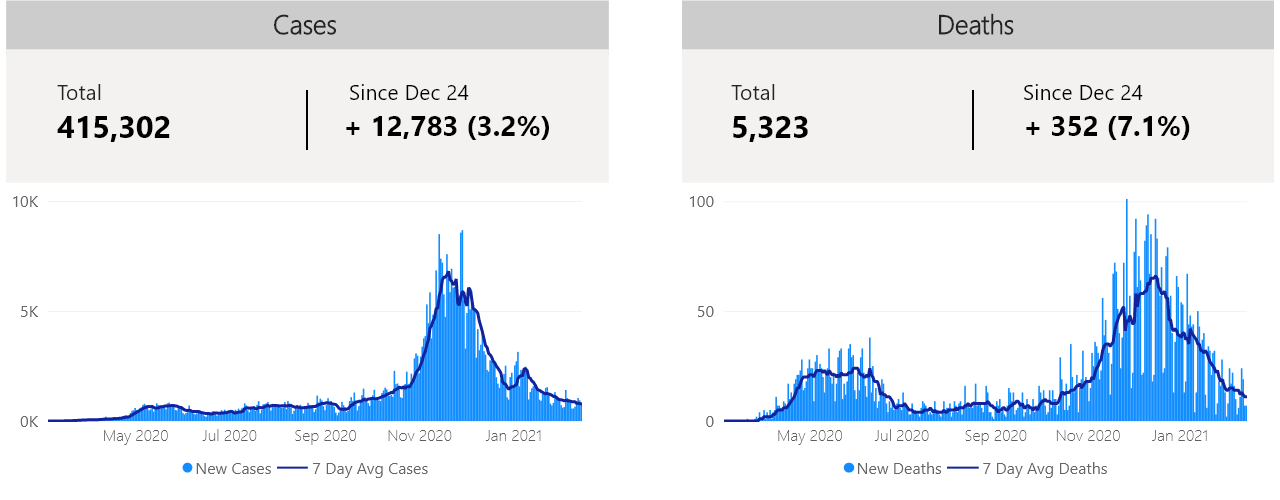 Cases
Total
415,302
Since Dec 24
+ 12,783 (3.2%)
10K
5K
0K
May 2020
Jul 2020
Sep 2020
Nov 2020
Jan 2021
New Cases
7 Day Avg Cases
Deaths
Total
5,323
Since Dec 24
+ 352 (7.1%)
100
50
0
May 2020
Jul 2020
Sep 2020
Nov 2020
Jan 2021
New Deaths
7 Day Avg Deaths